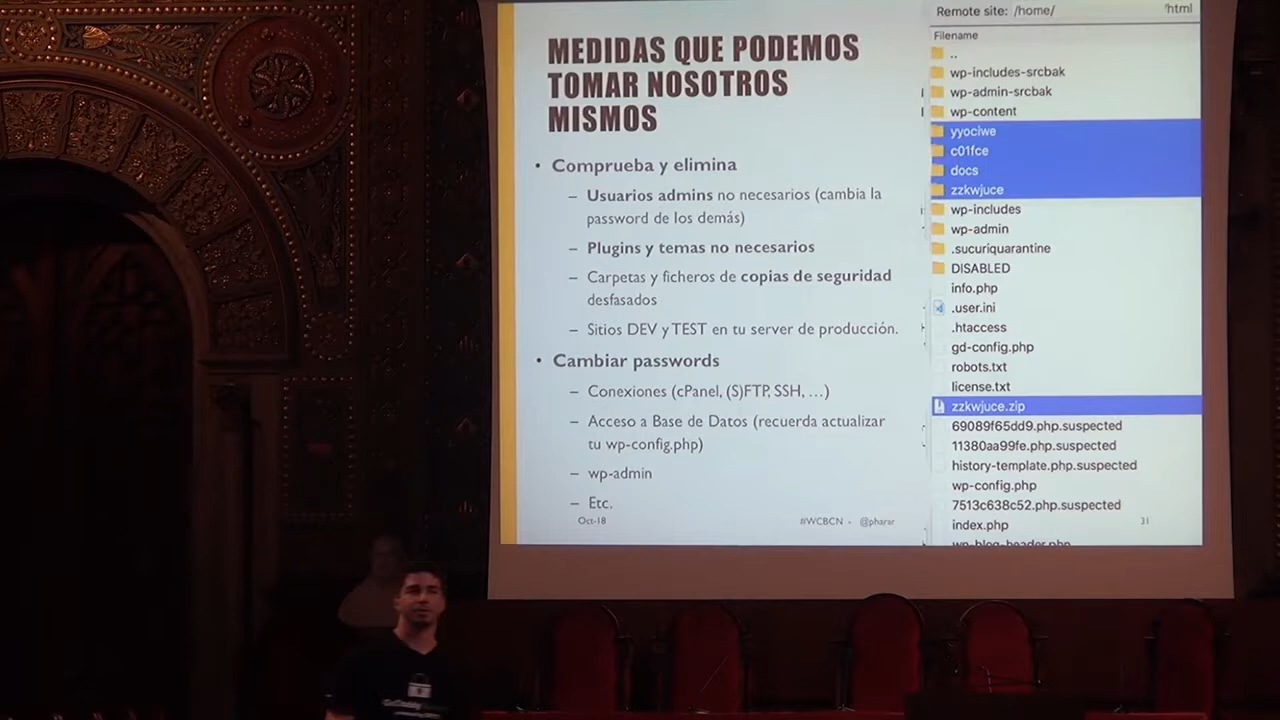 MEDIDAS QUE PODEMOS
TOMAR NOSOTROS
MISMOS
• Comprueba y elimina
– Usuarios admins no necesarios (cambia la
password de los demás)
– Plugins y temas no necesarios
– Carpetas y ficheros de copias de seguridad
desfasados
– Sitios DEV y TEST en tu server de producción.
• Cambiar passwords
– Conexiones (cPanel, (S)FTP, SSH, …)
– Acceso a Base de Datos (recuerda actualizar
tu wp-config.php)
– wp-admin
– Etc.
Oct-18
#WCBCN - @pharar
31
Remote site: /home/ html
Filename
..
wp-includes-srcbak
wp-admin-srcbak
wp-content
yyociwe
c01fce
docs
zzkwjuce
wp-includes
wp-admin
.sucuriquarantine
DISABLED
info.php
.user.ini
.htaccess
gd-config.php
robots.txt
license.txt
zzkwjuce.zip
69089f65dd9.php.suspected
11380aa99fe.php.suspected
history-template.php.suspected
wp-config.php
7513c638c52.php.suspected
index.php
wp-blog-header.php